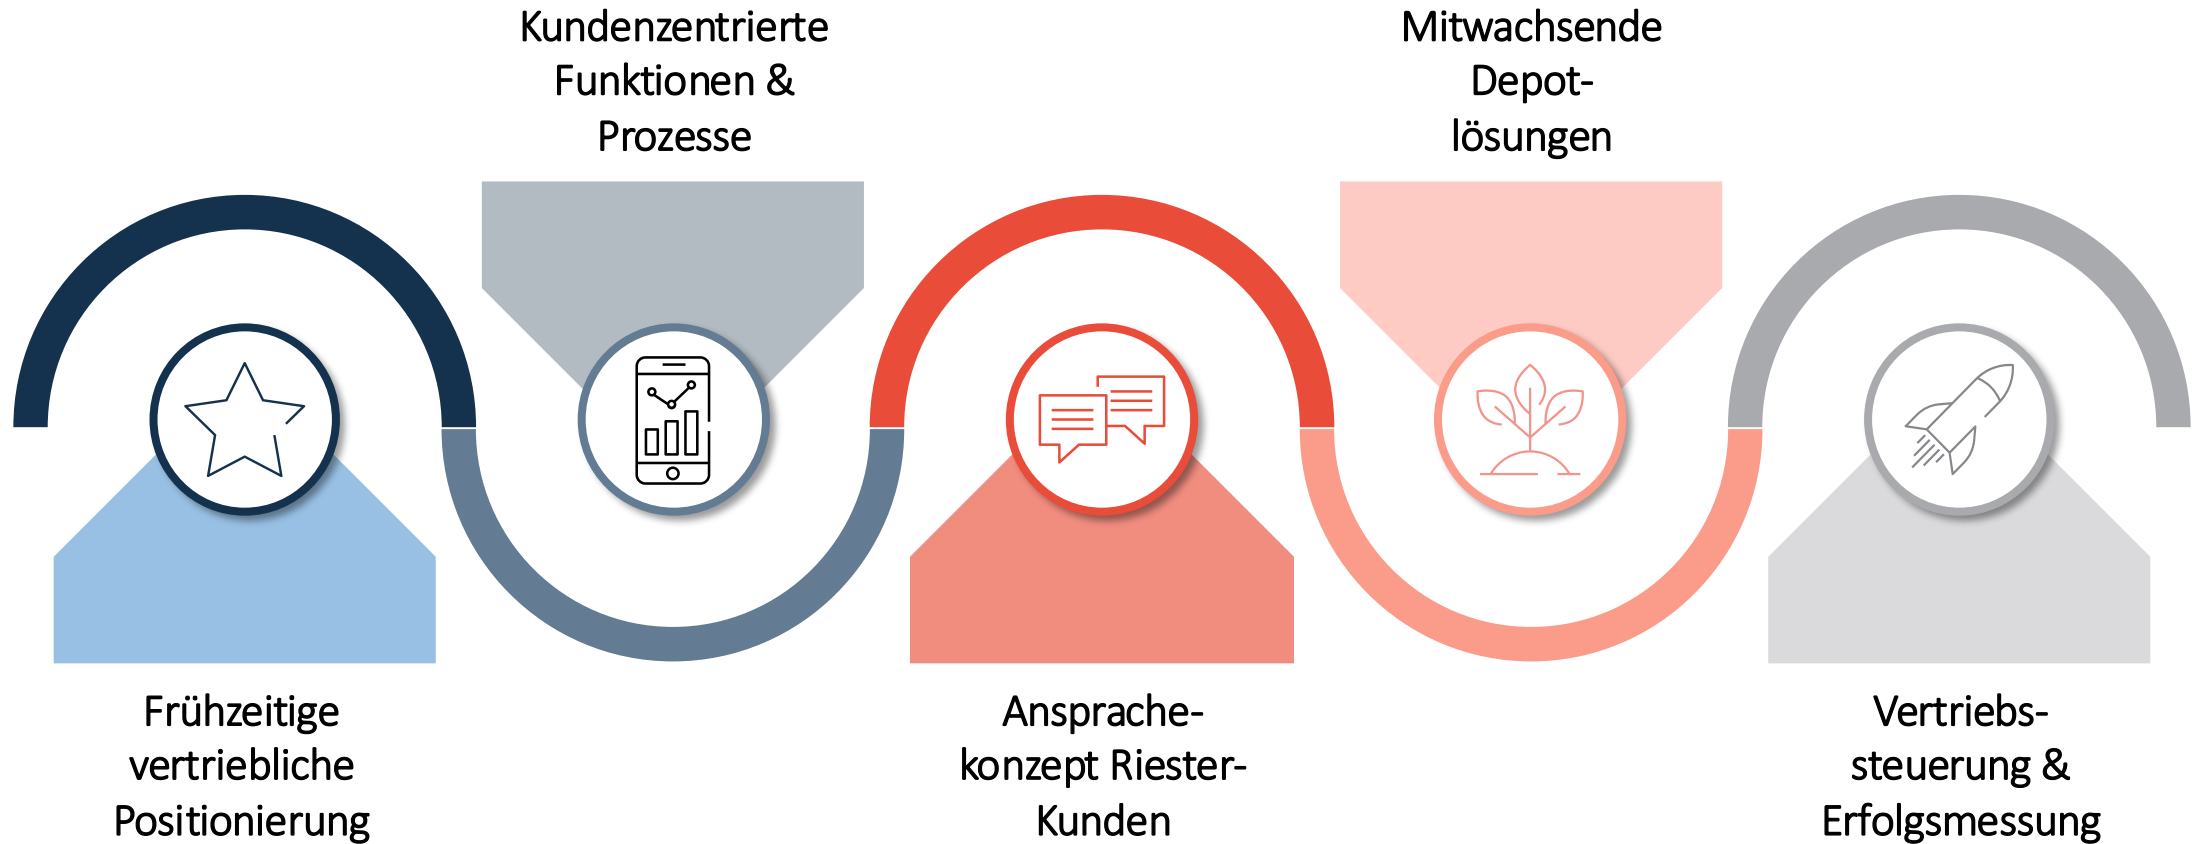 Frühzeitige
vertriebliche
Positionierung
Kundenzentrierte
Funktionen &
Prozesse
Ansprache-
konzept Riester-
Kunden
Mitwachsende
Depot-
lösungen
Vertriebs-
steuerung &
Erfolgsmessung